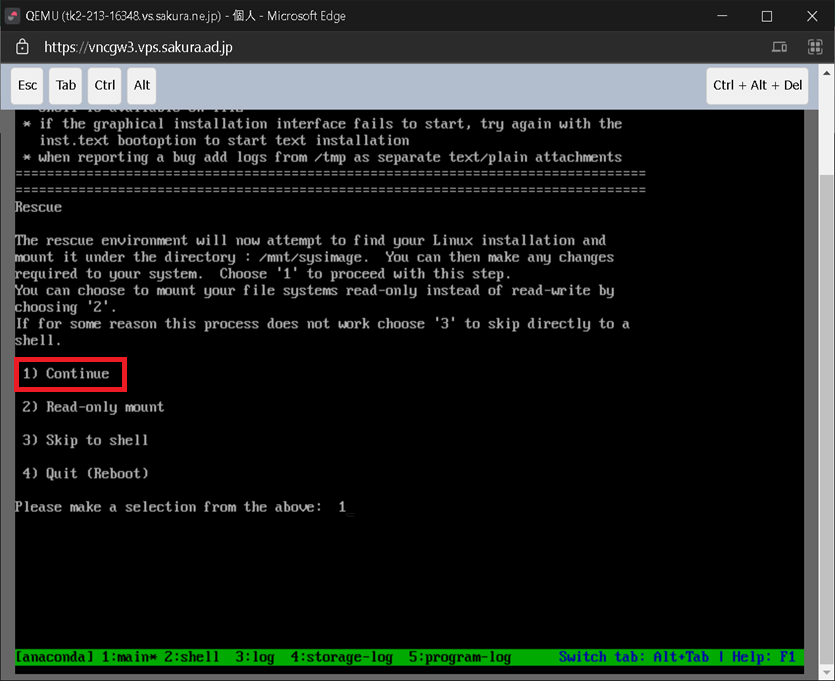 QEMU (tk2-213-16348.vs.sakura.ne.jp) - 個人 - Microsoft Edge
https://vncgw3.vps.sakura.ad.jp
Esc Tab Ctrl Alt Ctrl + Alt + Del
* if the graphical installation interface fails to start, try again with the
inst.text bootoption to start text installation
* when reporting a bug add logs from /tmp as separate text/plain attachments
================================================================================
================================================================================
Rescue
The rescue environment will now attempt to find your Linux installation and
mount it under the directory : /mnt/sysimage.  You can then make any changes
required to your system.  Choose '1' to proceed with this step.
You can choose to mount your file systems read-only instead of read-write by
choosing '2'.
If for some reason this process does not work choose '3' to skip directly to a
shell.
1) Continue
2) Read-only mount
3) Skip to shell
4) Quit (Reboot)
Please make a selection from the above:  1_
[anaconda] 1:main* 2:shell  3:log  4:storage-log  5:program-log      Switch tab: Alt+Tab | Help: F1